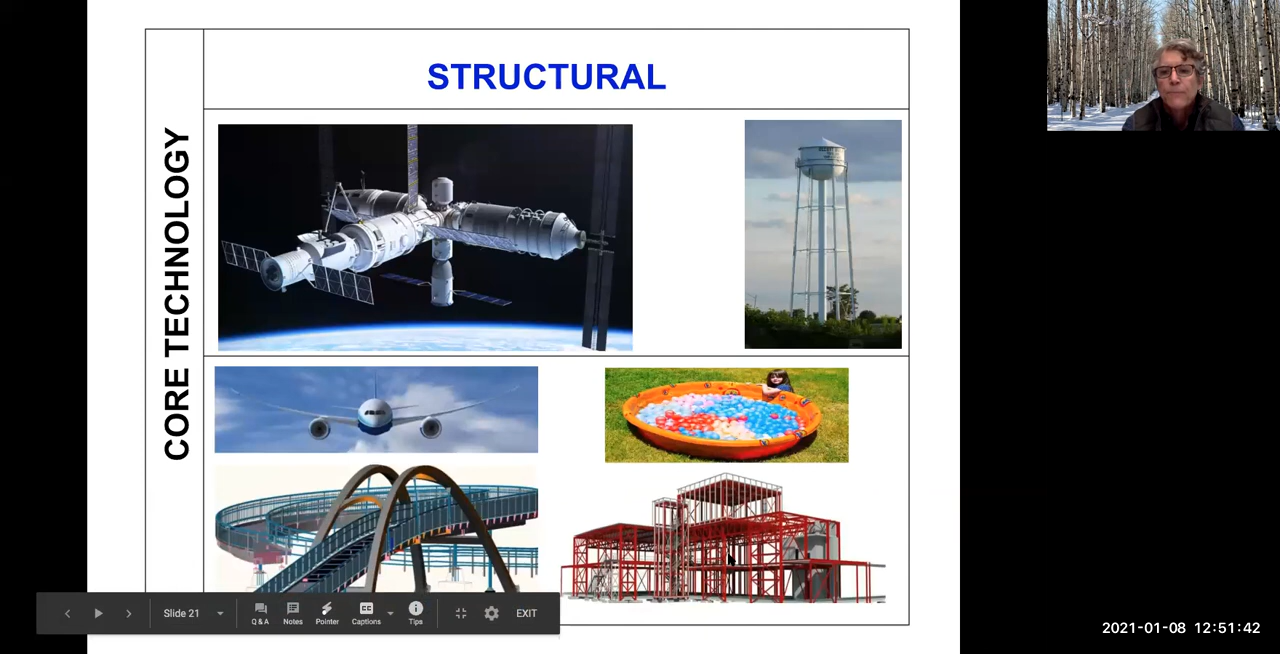 STRUCTURAL
CORE TECHNOLOGY
Slide 21
Q & A
Notes
Pointer
Captions
Tips
EXIT
2021-01-08 12:51:42